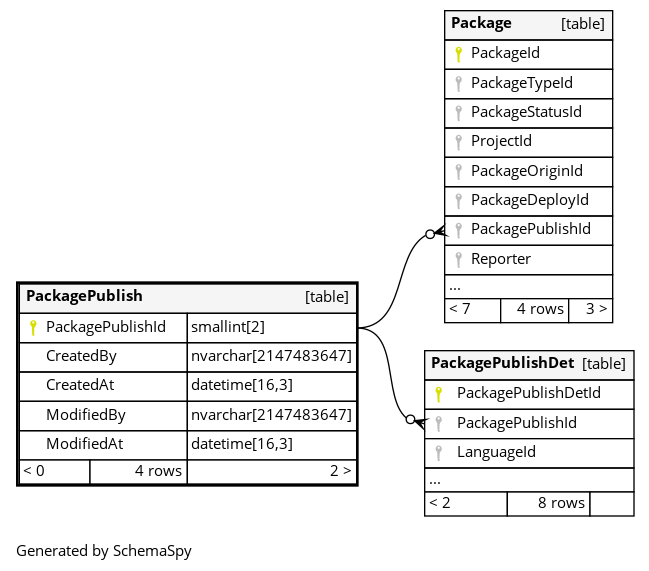 Package [table]
PackageId
PackageTypeId
PackageStatusId
ProjectId
PackageOriginId
PackageDeployId
PackagePublishId
Reporter
...
< 7 4 rows 3 >
PackagePublish [table]
PackagePublishId smallint[2]
CreatedBy nvarchar[2147483647]
CreatedAt datetime[16,3]
ModifiedBy nvarchar[2147483647]
ModifiedAt datetime[16,3]
< 0 4 rows 2 >
PackagePublishDet [table]
PackagePublishDetId
PackagePublishId
LanguageId
...
< 2 8 rows
Generated by SchemaSpy